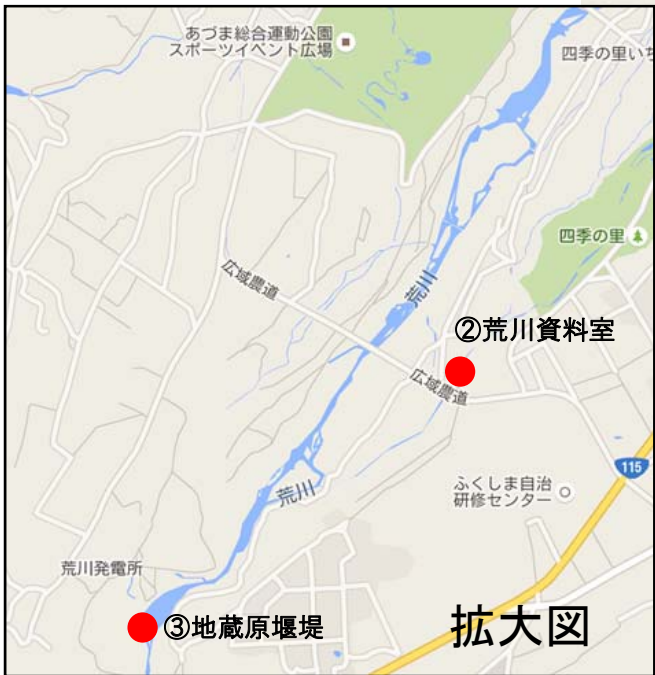 あづま総合運動公園
スポーツイベント広場
四季の里いち
四季の里
広域農道
荒川
②荒川資料室
広域農道
115
ふくしま自治
研修センター
荒川
荒川発電所
③地蔵原堰堤
拡大図